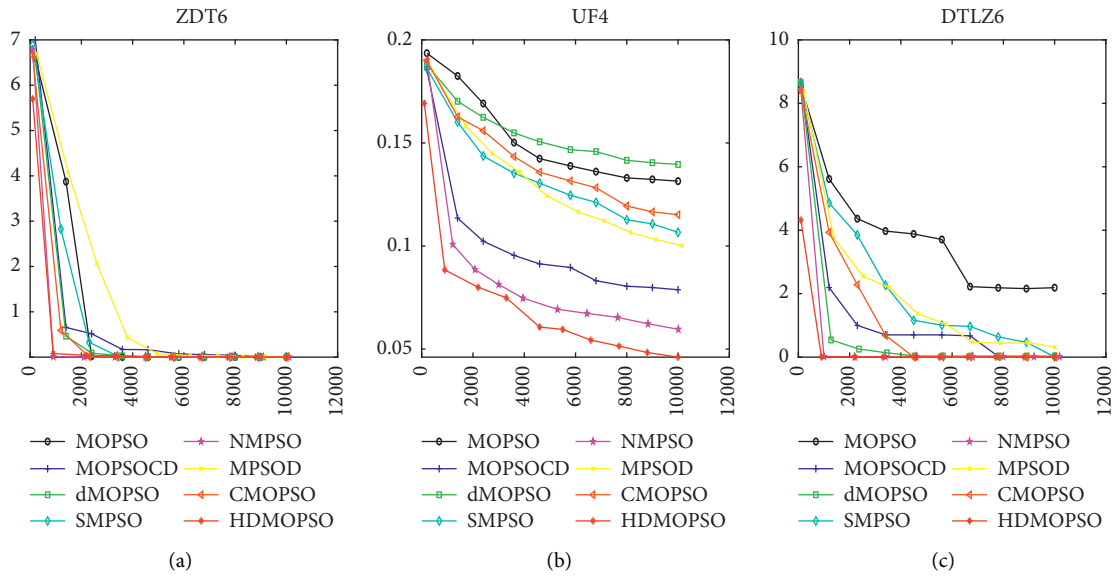 ZDT6
7
6
5
4
3
2
1
0
2000
4000
6000
8000
10000
12000
MOPSO
NMPSO
MOPSOCD
MPSOD
dMOPSO
CMOPSO
SMPSO
HDMOPSO
(a)
UF4
0.2
0.15
0.1
0.05
0
2000
4000
6000
8000
10000
12000
MOPSO
NMPSO
MOPSOCD
MPSOD
dMOPSO
CMOPSO
SMPSO
HDMOPSO
(b)
DTLZ6
10
8
6
4
2
0
0
2000
4000
6000
8000
10000
12000
MOPSO
NMPSO
MOPSOCD
MPSOD
dMOPSO
CMOPSO
SMPSO
HDMOPSO
(c)